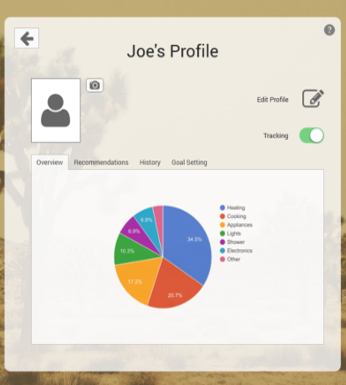 ?
Joe's Profile
Edit Profile
Tracking
Overview
Recommendations
History
Goal Setting
34.5%
20.7%
17.2%
10.3%
6.9%
6.9%
Heating
Cooking
Appliances
Lights
Shower
Electronics
Other